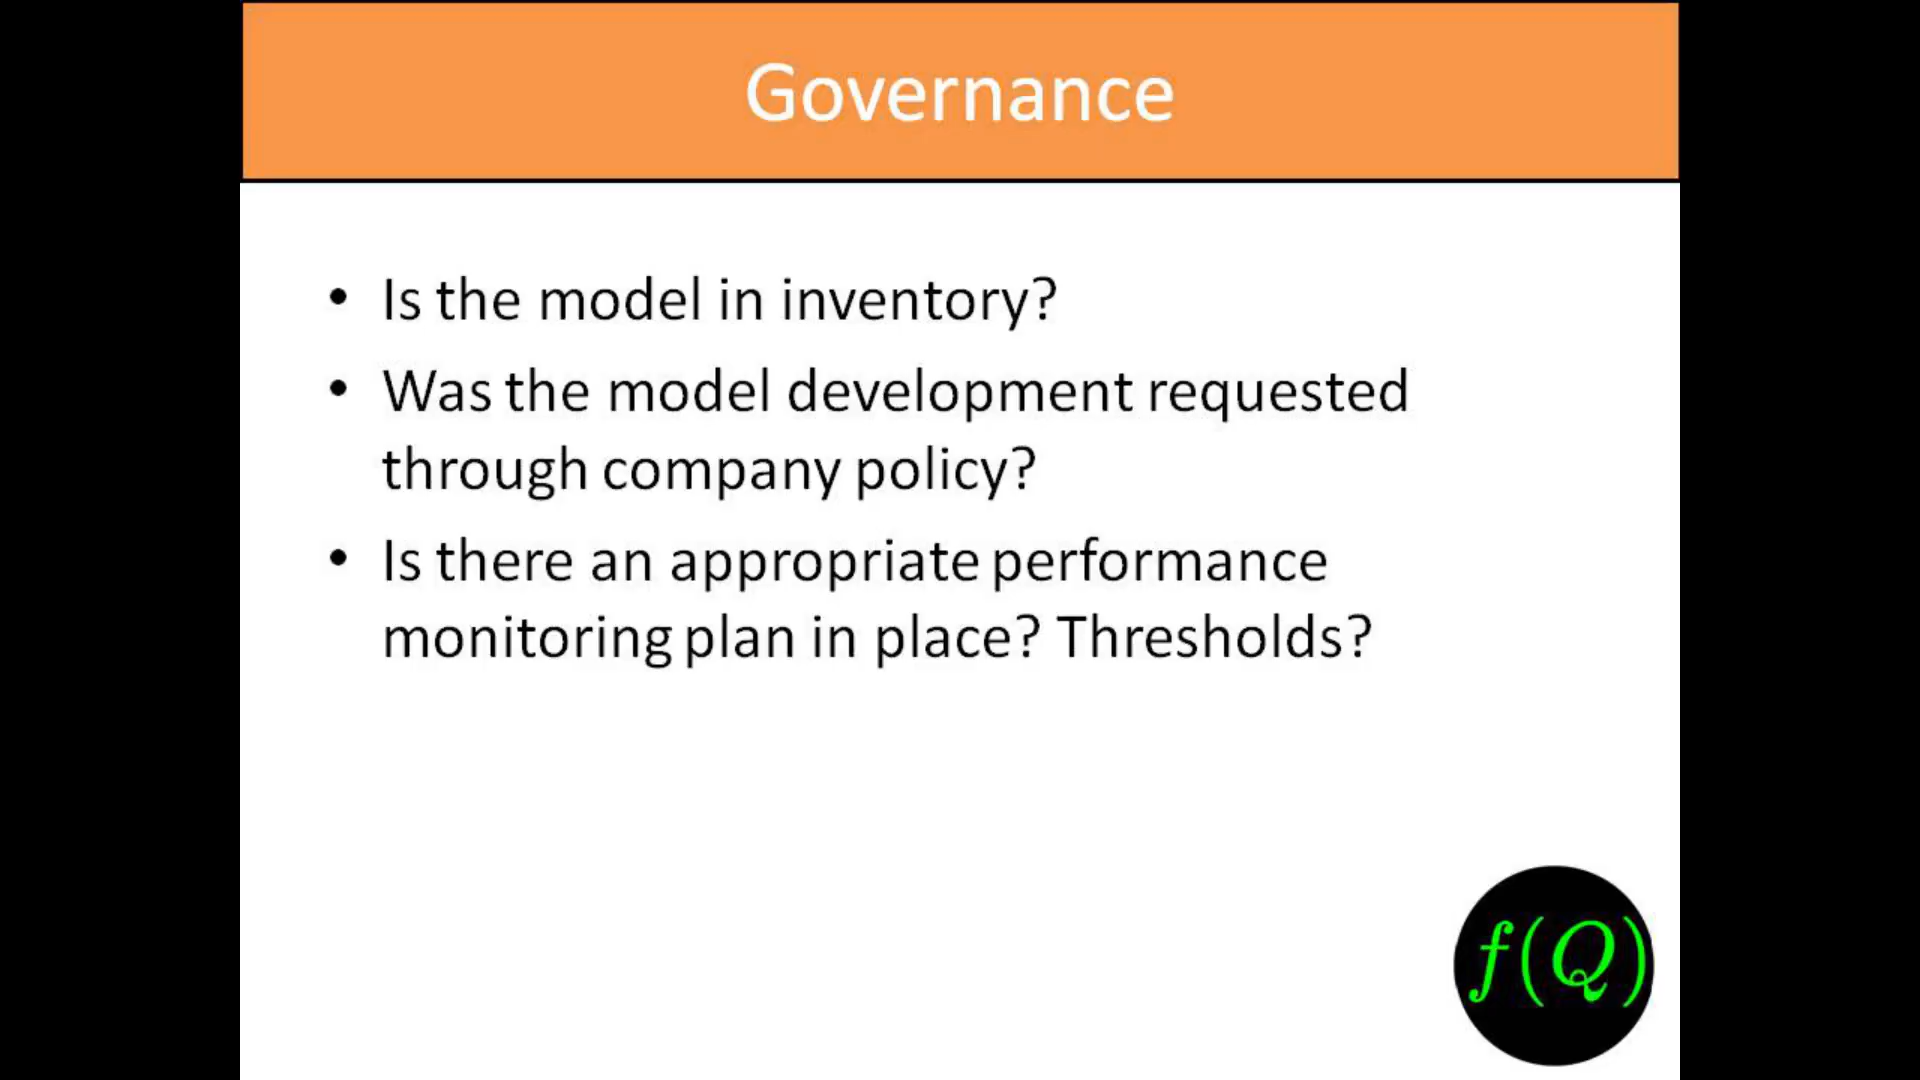 Governance
• Is the model in inventory?
• Was the model development requested
through company policy?
• Is there an appropriate performance
monitoring plan in place? Thresholds?
f(Q)